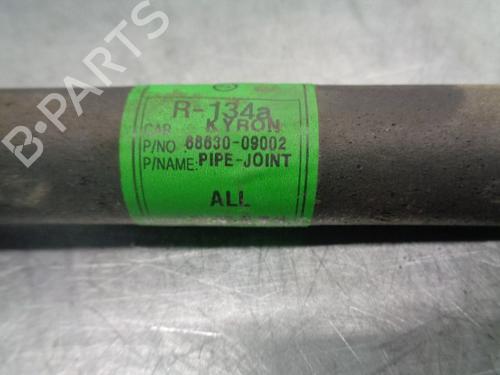 R-134a
CAR KYRON
P/NO 68630-09002
P/NAME: PIPE-JOINT
ALL
B-PARTS